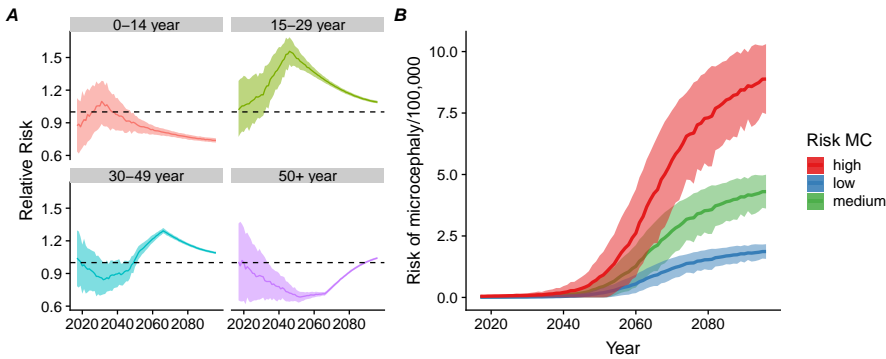 A
0–14 year
15–29 year
1.5
1.2
0.9
0.6
30–49 year
50+ year
1.5
1.2
0.9
0.6
Relative Risk
2020 2040 2060 2080
2020 2040 2060 2080
B
10.0
7.5
5.0
2.5
0.0
Risk of microcephaly/100,000
2020 2040 2060 2080
Year
Risk MC
high
low
medium